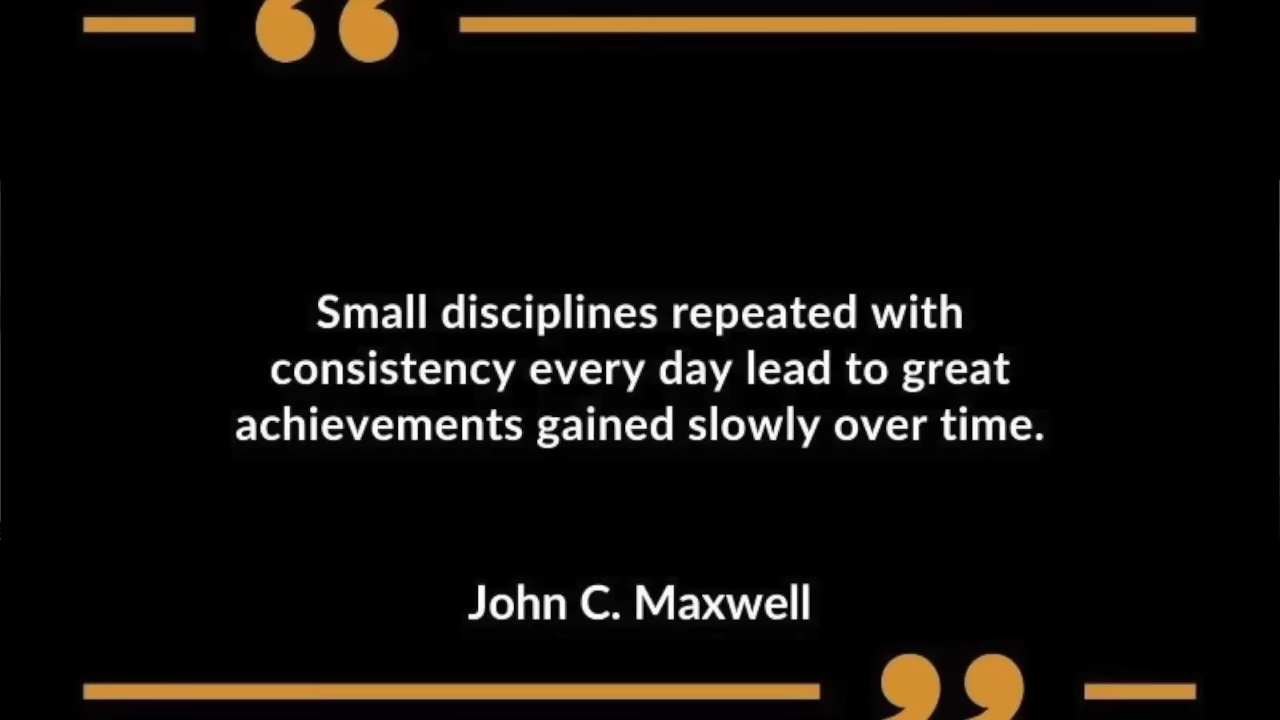 Small disciplines repeated with
consistency every day lead to great
achievements gained slowly over time.
John C. Maxwell